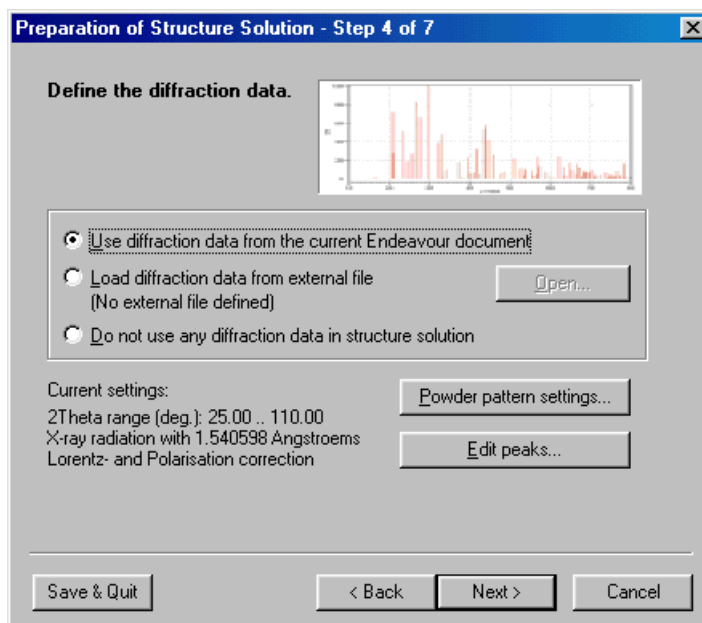 Preparation of Structure Solution - Step 4 of 7
Define the diffraction data.
Use diffraction data from the current Endeavour document
Load diffraction data from external file
(No external file defined)
Open...
Do not use any diffraction data in structure solution
Current settings:
2Theta range (deg.): 25.00 .. 110.00
X-ray radiation with 1.540598 Angstroems
Lorentz- and Polarisation correction
Powder pattern settings...
Edit peaks...
Save & Quit
< Back
Next >
Cancel